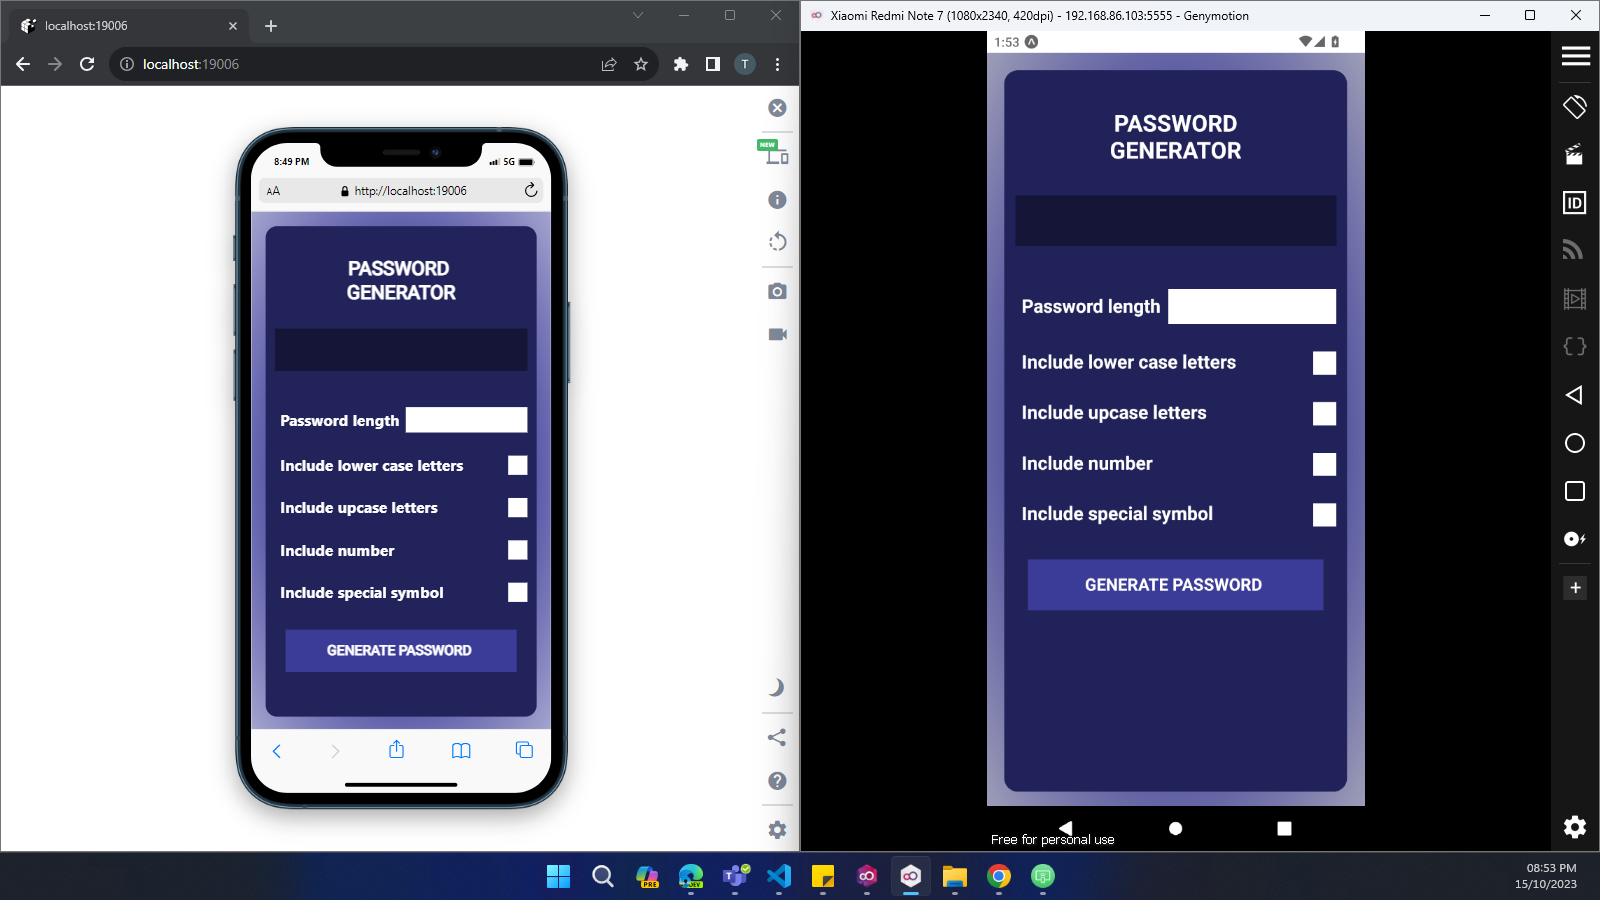 localhost:19006
localhost:19006
T
NEW
8:49 PM
5G
AA
http://localhost:19006
PASSWORD
GENERATOR
Password length
Include lower case letters
Include upcase letters
Include number
Include special symbol
GENERATE PASSWORD
Xiaomi Redmi Note 7 (1080x2340, 420dpi) - 192.168.86.103:5555 - Genymotion
1:53
PASSWORD
GENERATOR
Password length
Include lower case letters
Include upcase letters
Include number
Include special symbol
GENERATE PASSWORD
Free for personal use
ID
PRE
DEV
T
08:53 PM
15/10/2023